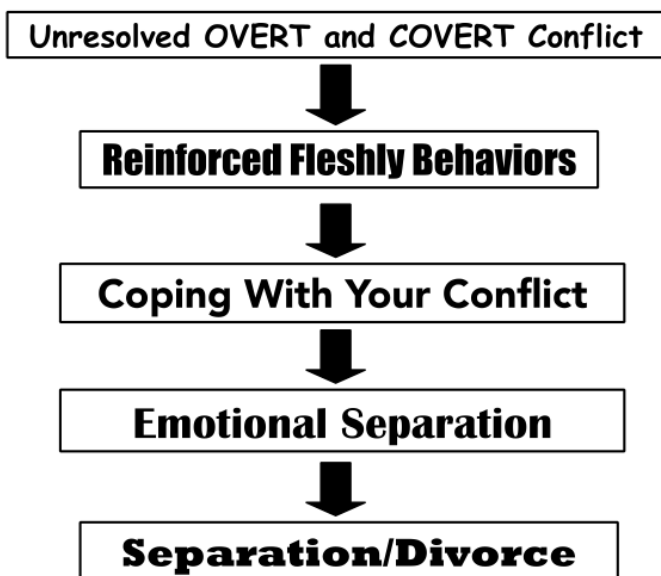 Unresolved OVERT and COVERT Conflict
Reinforced Fleshly Behaviors
Coping With Your Conflict
Emotional Separation
Separation/Divorce